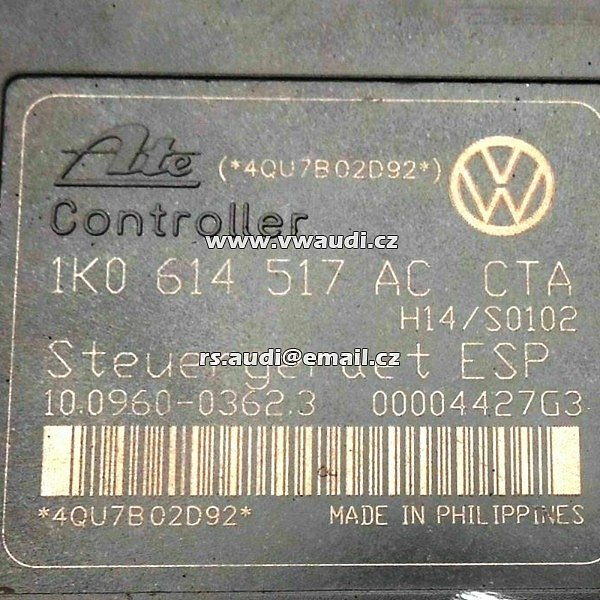 Ate (*4QU7B02D92*)
Controller
www.vwaudi.cz
1K0 614 517 AC CTA
H14/S0102
Steuergeraet ESP
rs.audi@email.cz
10.0960-0362.3 00004427G3
*4QU7B02D92* MADE IN PHILIPPINES